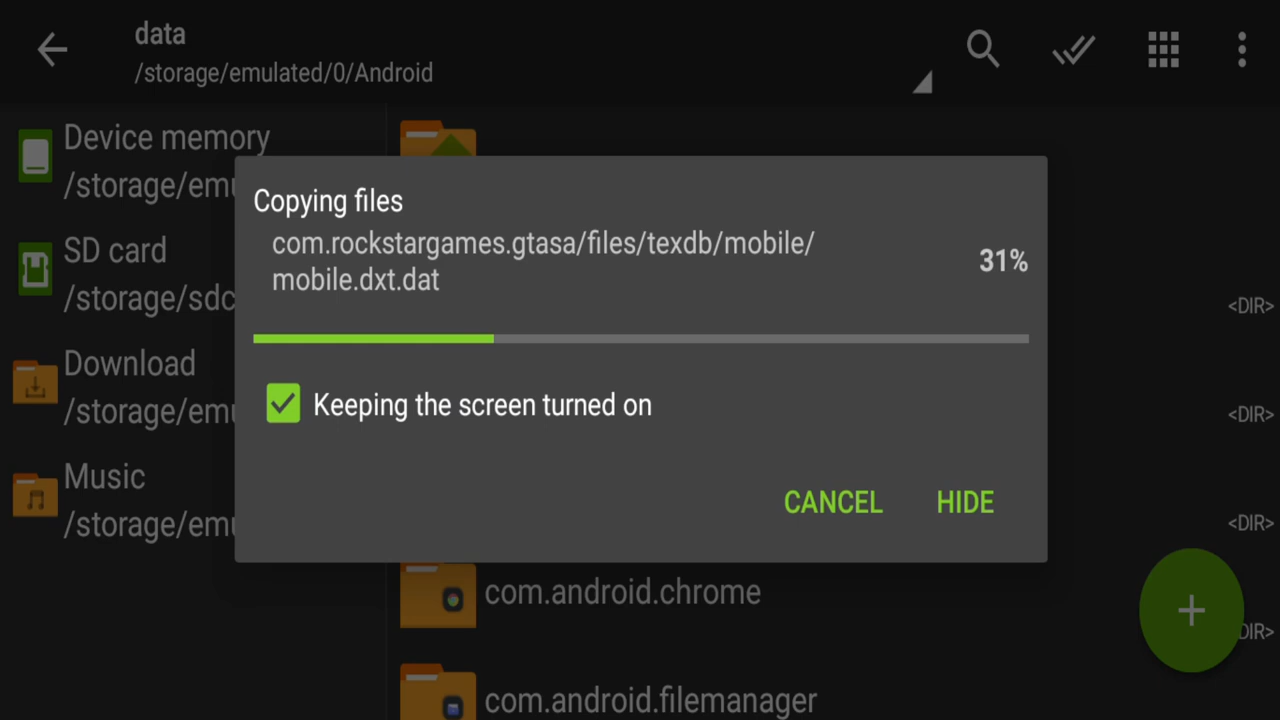 data
/storage/emulated/0/Android
Device memory
/storage/emu
SD card
/storage/sdc
Download
/storage/emu
Music
/storage/emu
Copying files
com.rockstargames.gtasa/files/texdb/mobile/
mobile.dxt.dat
31%
Keeping the screen turned on
CANCEL HIDE
<DIR>
<DIR>
<DIR>
com.android.chrome
DIR>
com.android.filemanager